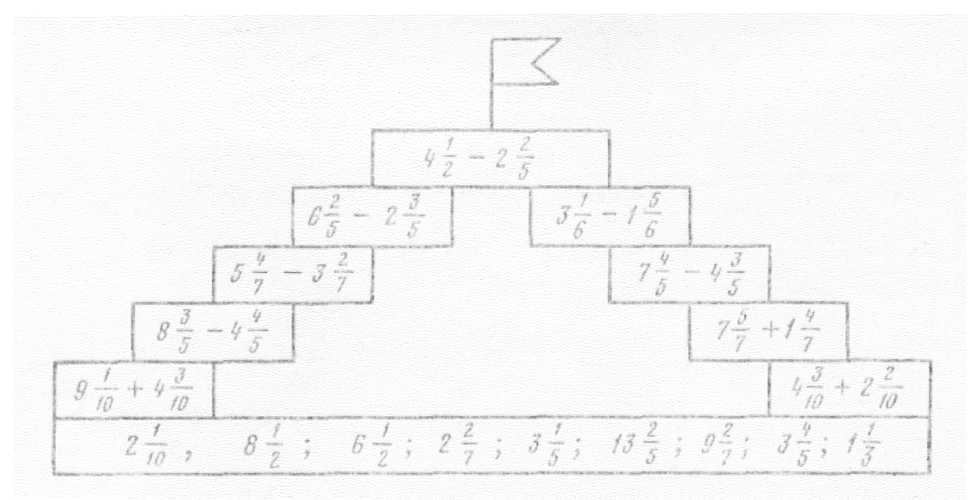 4 1/2 − 2 2/5
6 2/5 − 2 3/5 3 1/6 − 1 5/6
5 4/7 − 3 2/7 7 4/5 − 4 3/5
8 3/5 − 4 4/5 7 5/7 + 1 4/7
9 1/10 + 4 3/10 4 3/10 + 2 2/10
2 1/10; 8 1/2; 6 1/2; 2 2/7; 3 1/5; 13 2/5; 9 2/7; 3 4/5; 1 1/3